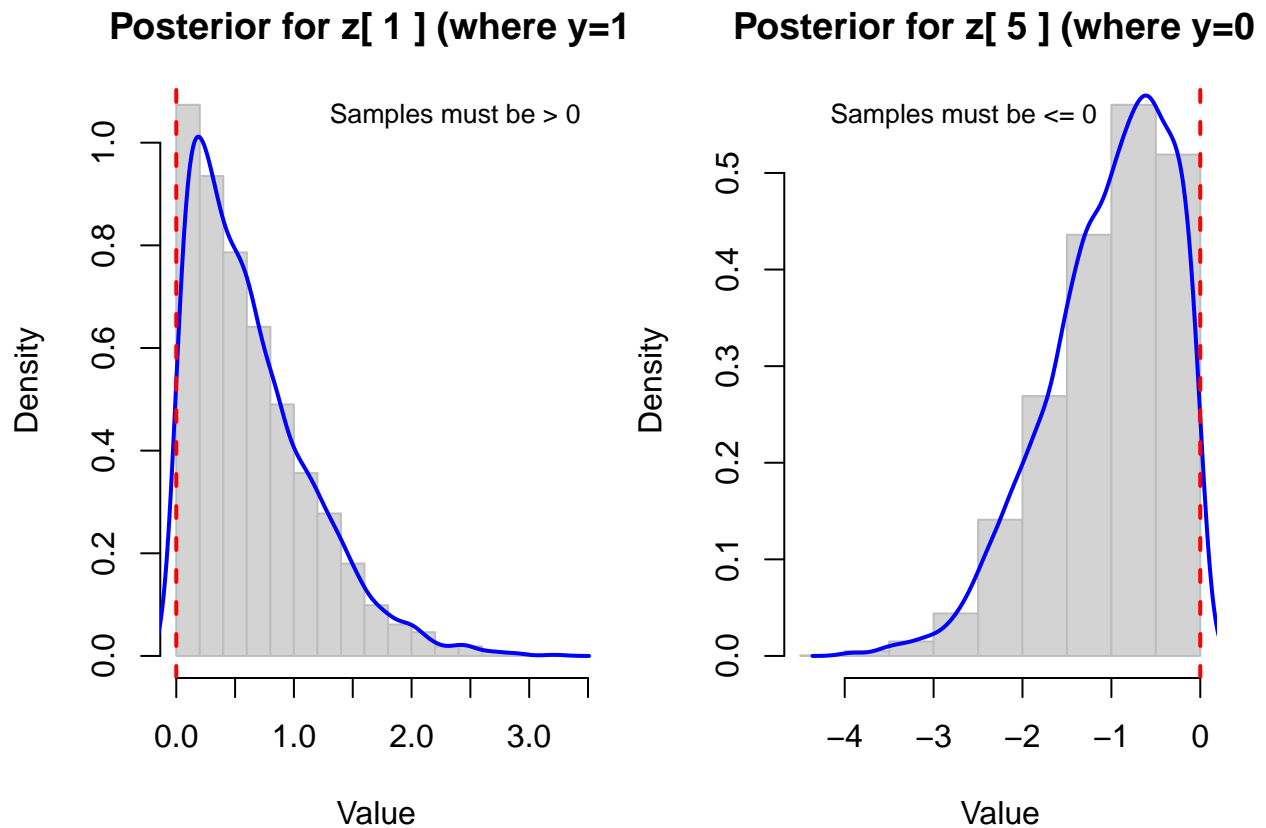 Posterior for z[ 1 ] (where y=1
Samples must be > 0
Density
0.0 0.2 0.4 0.6 0.8 1.0
0.0 1.0 2.0 3.0
Value
Posterior for z[ 5 ] (where y=0
Samples must be <= 0
Density
0.0 0.1 0.2 0.3 0.4 0.5
−4 −3 −2 −1 0
Value